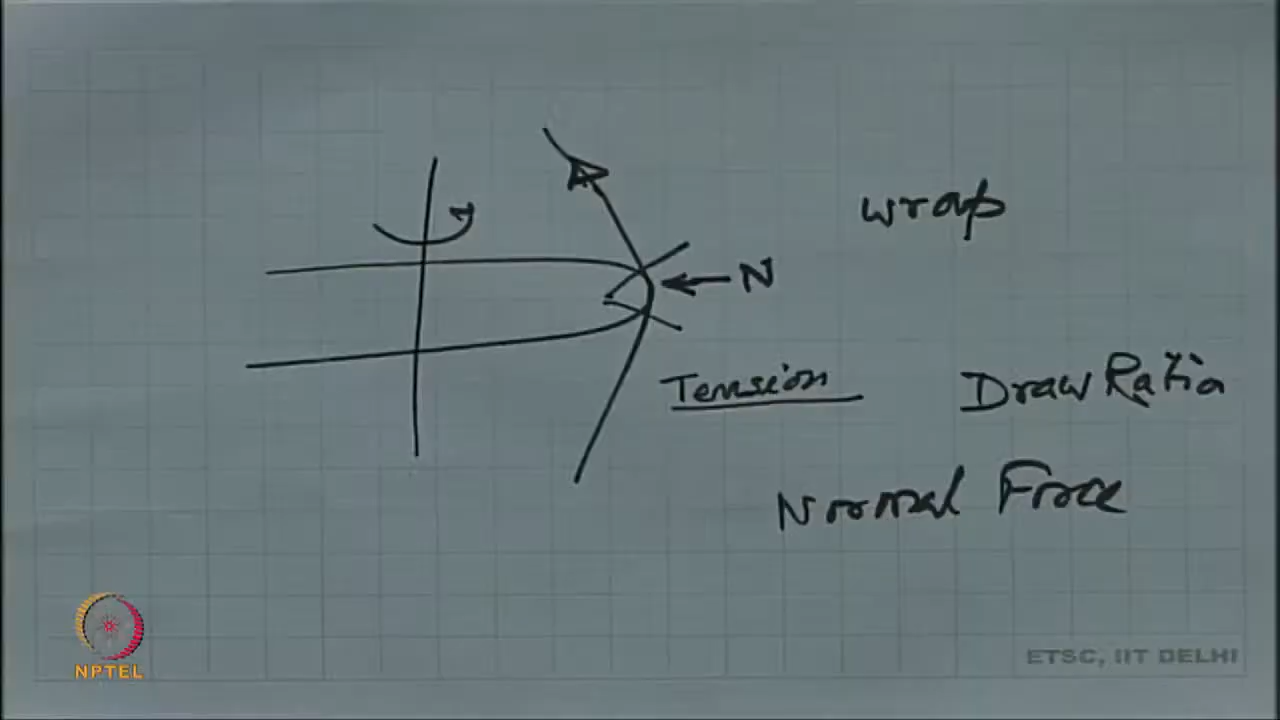 wrap
N
Tension
Draw Ratio
Normal Force
NPTEL
ETSC, IIT DELHI